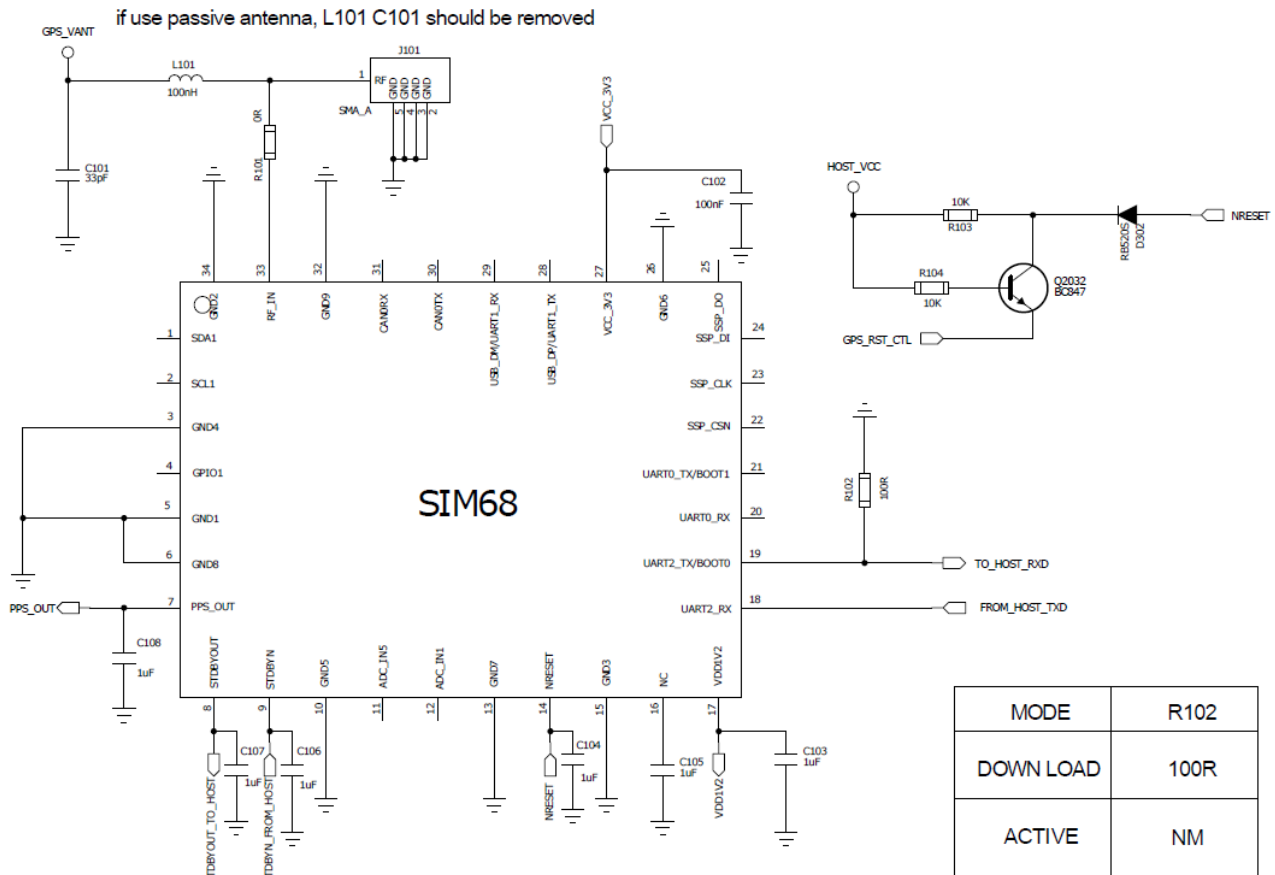 if use passive antenna, L101 C101 should be removed
GPS_VANT
L101
100nH
J101
1
RF
GND
GND
GND
GND
5
4
3
2
SMA_A
0R
R101
C101
33pF
VCC_3V3
C102
100nF
HOST_VCC
10K
R103
RB520S
D302
NRESET
R104
10K
Q2032
BC847
GPS_RST_CTL
34
33
32
31
30
29
28
27
26
25
GND2
RF_IN
GND9
CAN0RX
CAN0TX
USB_DM/UART1_RX
USB_DP/UART1_TX
VCC_3V3
GND6
SSP_DO
1
SDA1
2
SCL1
3
GND4
4
GPIO1
5
GND1
6
GND8
7
PPS_OUT
PPS_OUT
C108
1uF
SIM68
SSP_DI
24
SSP_CLK
23
SSP_CSN
22
UART0_TX/BOOT1
21
UART0_RX
20
UART2_TX/BOOT0
19
UART2_RX
18
R102
100R
TO_HOST_RXD
FROM_HOST_TXD
STDBYOUT
STDBYN
GND5
ADC_IN5
ADC_IN1
GND7
NRESET
GND3
NC
VDD1V2
8
9
10
11
12
13
14
15
16
17
C107
1uF
C106
1uF
C104
1uF
C105
1uF
C103
1uF
TDBYOUT_TO_HOST
TDBYN_FROM_HOST
NRESET
VDD1V2
MODE R102
DOWN LOAD 100R
ACTIVE NM